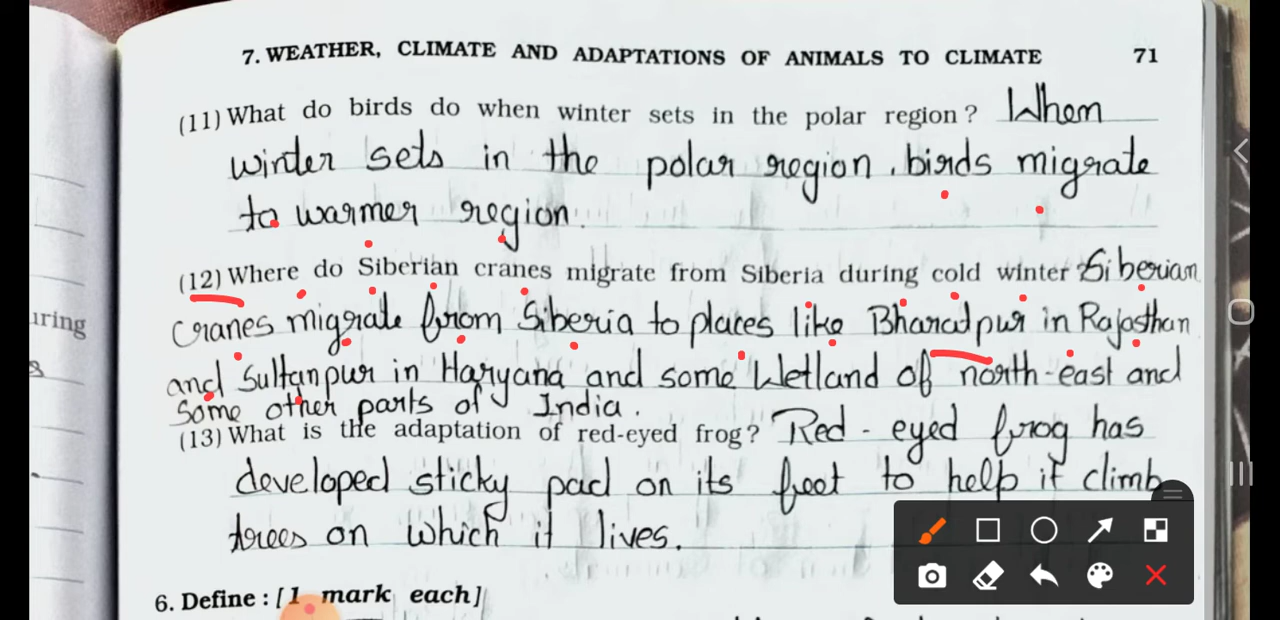 7. WEATHER, CLIMATE AND ADAPTATIONS OF ANIMALS TO CLIMATE 71
(11) What do birds do when winter sets in the polar region? When
winter sets in the polar region, birds migrate
to warmer region.
(12) Where do Siberian cranes migrate from Siberia during cold winter Siberian
cranes migrate from Siberia to places like Bharatpur in Rajasthan
uring
and Sultanpur in Haryana and some Wetland of north-east and
some other parts of India.
(13) What is the adaptation of red-eyed frog? Red-eyed frog has
developed sticky pad on its feet to help it climb
trees on which it lives.
6. Define : [1 mark each]